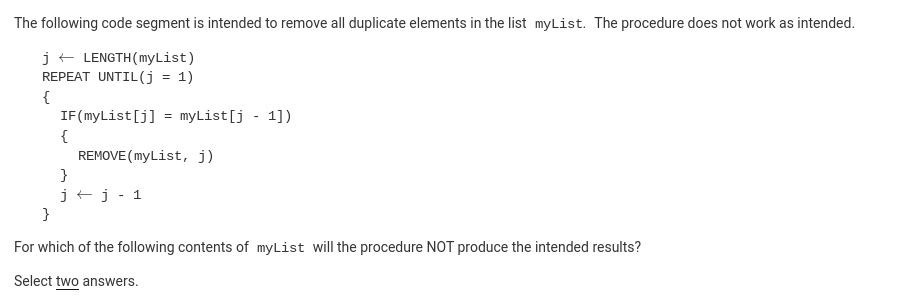 The following code segment is intended to remove all duplicate elements in the list myList. The procedure does not work as intended.
j ← LENGTH(myList)
REPEAT UNTIL(j = 1)
{
IF(myList[j] = myList[j - 1])
{
REMOVE(myList, j)
}
j ← j - 1
}
For which of the following contents of myList will the procedure NOT produce the intended results?
Select two answers.